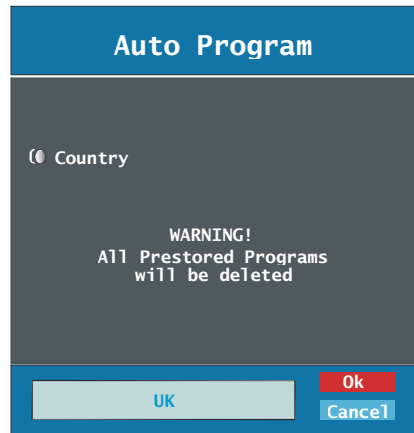 Auto Program
Country
WARNING!
All Prestored Programs
will be deleted
Ok
UK
Cancel